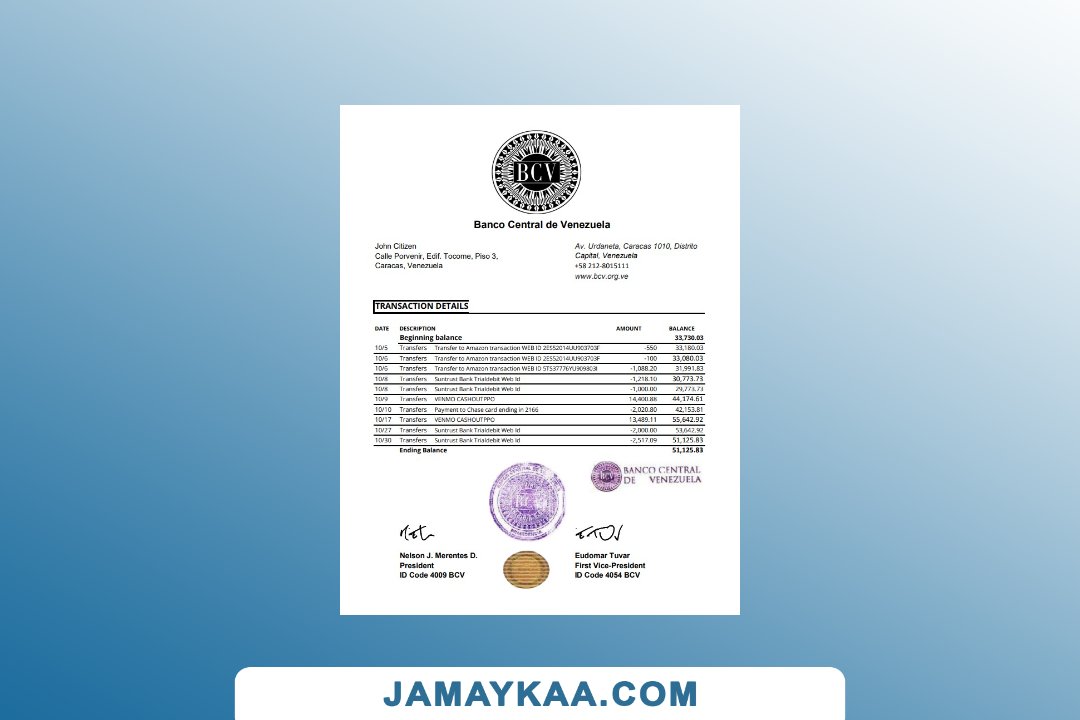 BCV
Banco Central de Venezuela
John Citizen
Calle Porvenir, Edif. Tocome, Piso 3,
Caracas, Venezuela
Av. Urdaneta, Caracas 1010, Distrito
Capital, Venezuela
+58 212-8015111
www.bcv.org.ve
TRANSACTION DETAILS
DATE DESCRIPTION AMOUNT BALANCE
Beginning balance 33,730.03
10/5 Transfers Transfer to Amazon transaction WEB ID 2ES52014UU903703F -550 33,180.03
10/6 Transfers Transfer to Amazon transaction WEB ID 2ES52014UU903703F -100 33,080.03
10/6 Transfers Transfer to Amazon transaction WEB ID 5TS37776YU909803I -1,088.20 31,991.83
10/8 Transfers Suntrust Bank Trialdebit Web Id -1,218.10 30,773.73
10/8 Transfers Suntrust Bank Trialdebit Web Id -1,000.00 29,773.73
10/9 Transfers VENMO CASHOUTPPO 14,400.88 44,174.61
10/10 Transfers Payment to Chase card ending in 2166 -2,020.80 42,153.81
10/17 Transfers VENMO CASHOUTPPO 13,489.11 55,642.92
10/27 Transfers Suntrust Bank Trialdebit Web Id -2,000.00 53,642.92
10/30 Transfers Suntrust Bank Trialdebit Web Id -2,517.09 51,125.83
Ending Balance 51,125.83
BCV
BANCO CENTRAL
DE VENEZUELA
Nelson J. Merentes D.
President
ID Code 4009 BCV
Eudomar Tuvar
First Vice-President
ID Code 4054 BCV
JAMAYKAA.COM